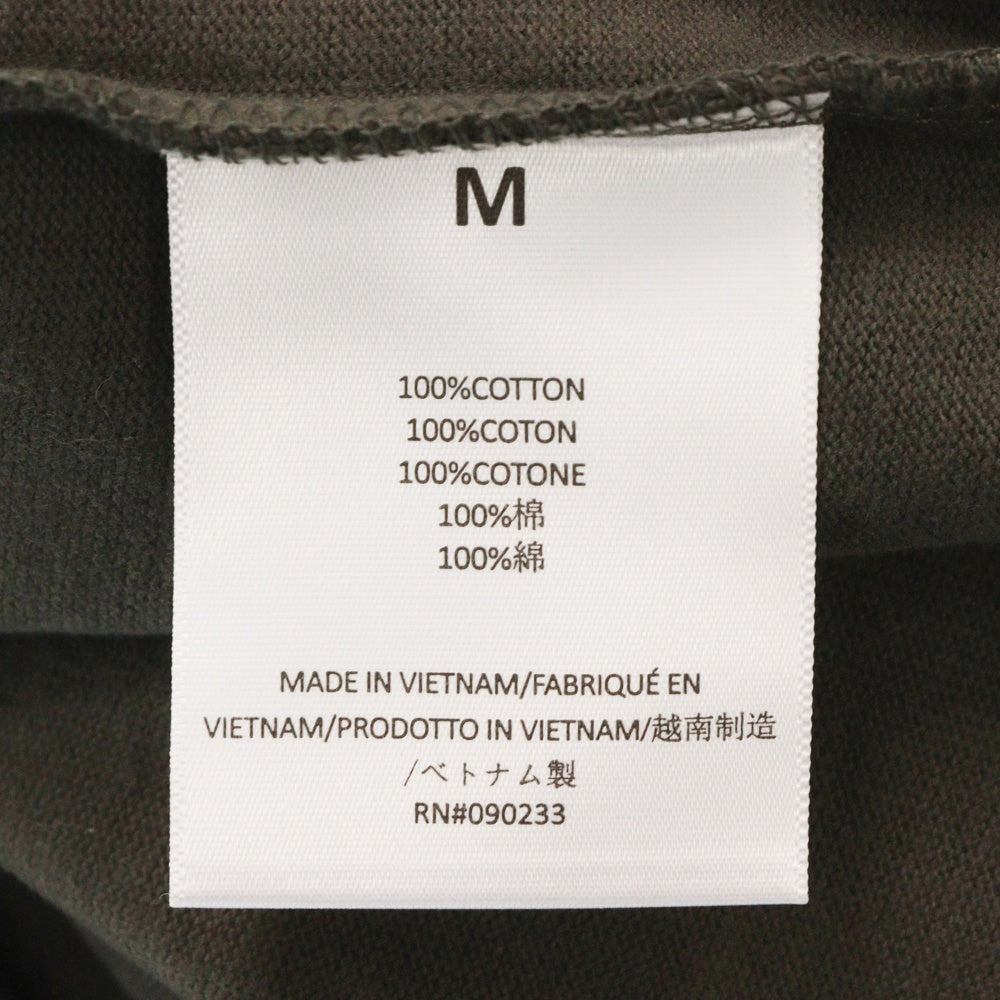 M
100%COTTON
100%COTON
100%COTONE
100%棉
100%綿
MADE IN VIETNAM/FABRIQUÉ EN
VIETNAM/PRODOTTO IN VIETNAM/越南制造
/ベトナム製
RN#090233